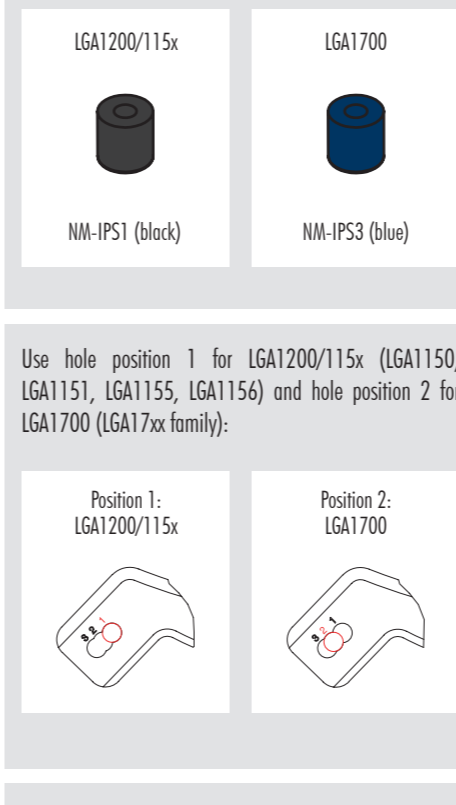 LGA1200/115x
LGA1700
NM-IPS1 (black)
NM-IPS3 (blue)
Use hole position 1 for LGA1200/115x (LGA1150,
LGA1151, LGA1155, LGA1156) and hole position 2 for
LGA1700 (LGA17xx family):
Position 1:
LGA1200/115x
Position 2:
LGA1700
3 2 1
3 2 1